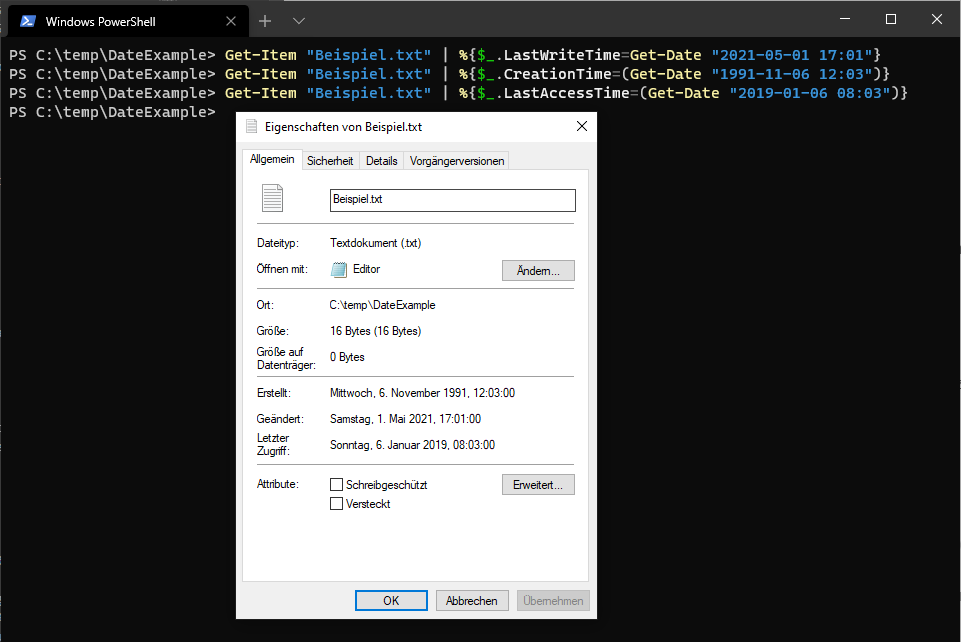 Windows PowerShell
PS C:\temp\DateExample> Get-Item "Beispiel.txt" | %{$_.LastWriteTime=Get-Date "2021-05-01 17:01"}
PS C:\temp\DateExample> Get-Item "Beispiel.txt" | %{$_.CreationTime=(Get-Date "1991-11-06 12:03")}
PS C:\temp\DateExample> Get-Item "Beispiel.txt" | %{$_.LastAccessTime=(Get-Date "2019-01-06 08:03")}
PS C:\temp\DateExample>
Eigenschaften von Beispiel.txt
Allgemein Sicherheit Details Vorgängerversionen
Beispiel.txt
Dateityp: Textdokument (.txt)
Öffnen mit: Editor Ändern...
Ort: C:\temp\DateExample
Größe: 16 Bytes (16 Bytes)
Größe auf
Datenträger: 0 Bytes
Erstellt: Mittwoch, 6. November 1991, 12:03:00
Geändert: Samstag, 1. Mai 2021, 17:01:00
Letzter
Zugriff: Sonntag, 6. Januar 2019, 08:03:00
Attribute: Schreibgeschützt Erweitert...
Versteckt
OK Abbrechen Übernehmen